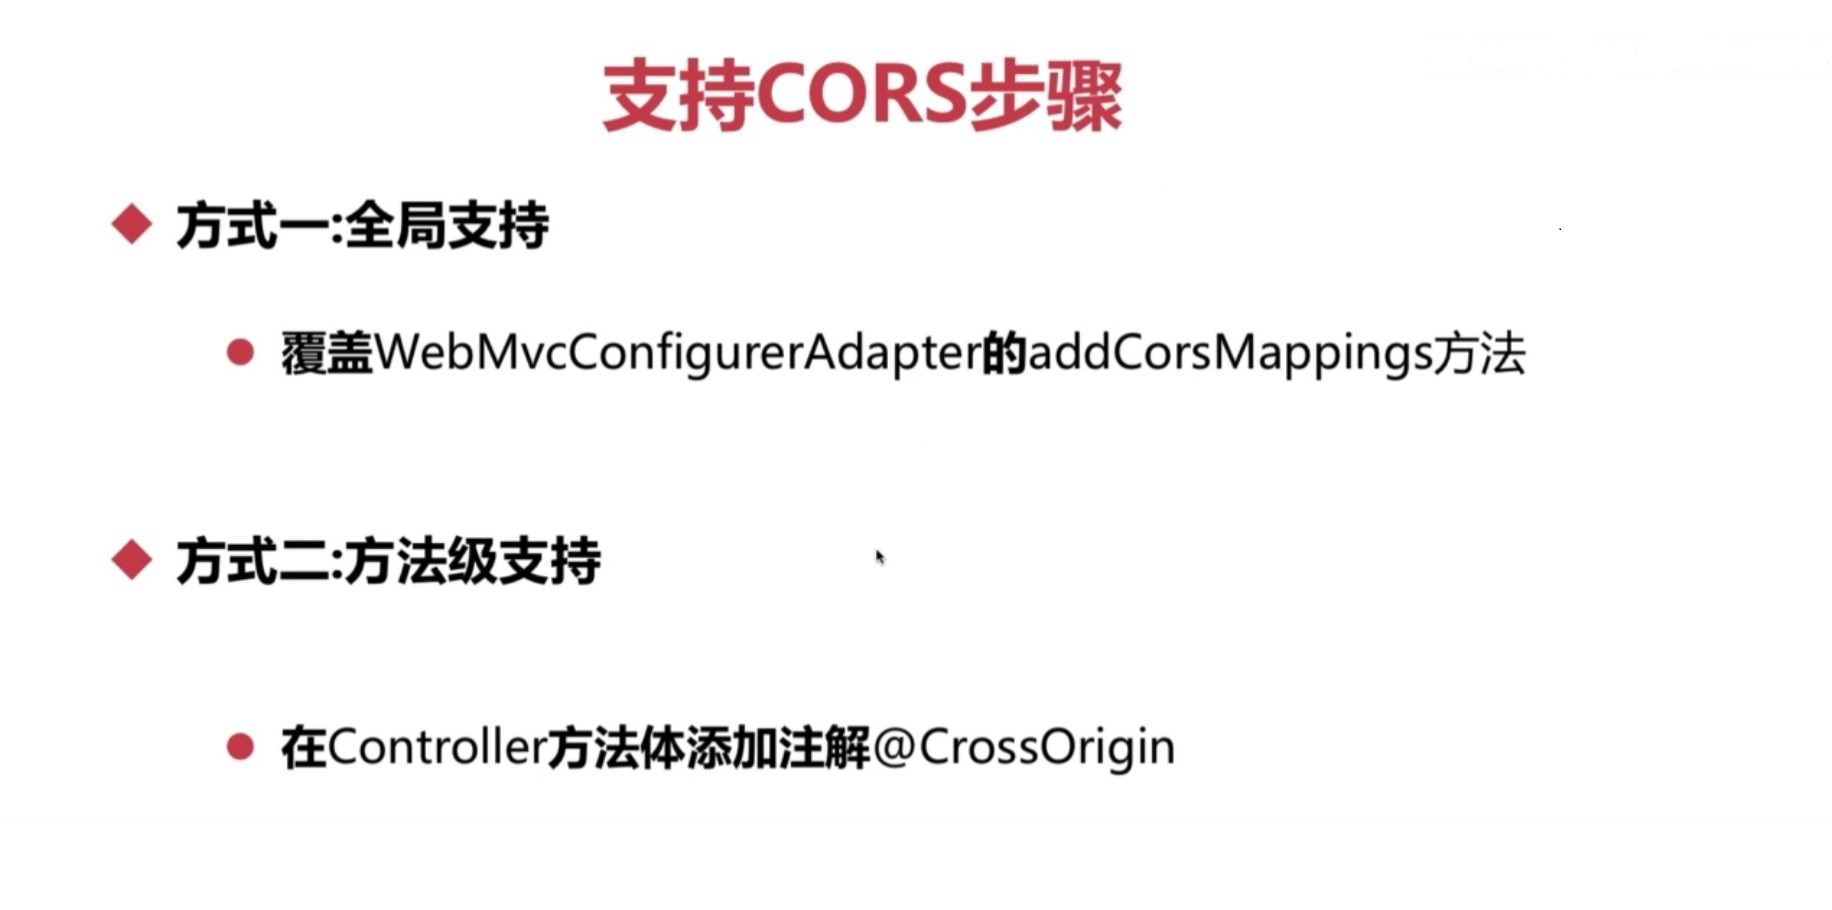 支持CORS步骤
方式一:全局支持
覆盖WebMvcConfigurerAdapter的addCorsMappings方法
方式二:方法级支持
在Controller方法体添加注解@CrossOrigin